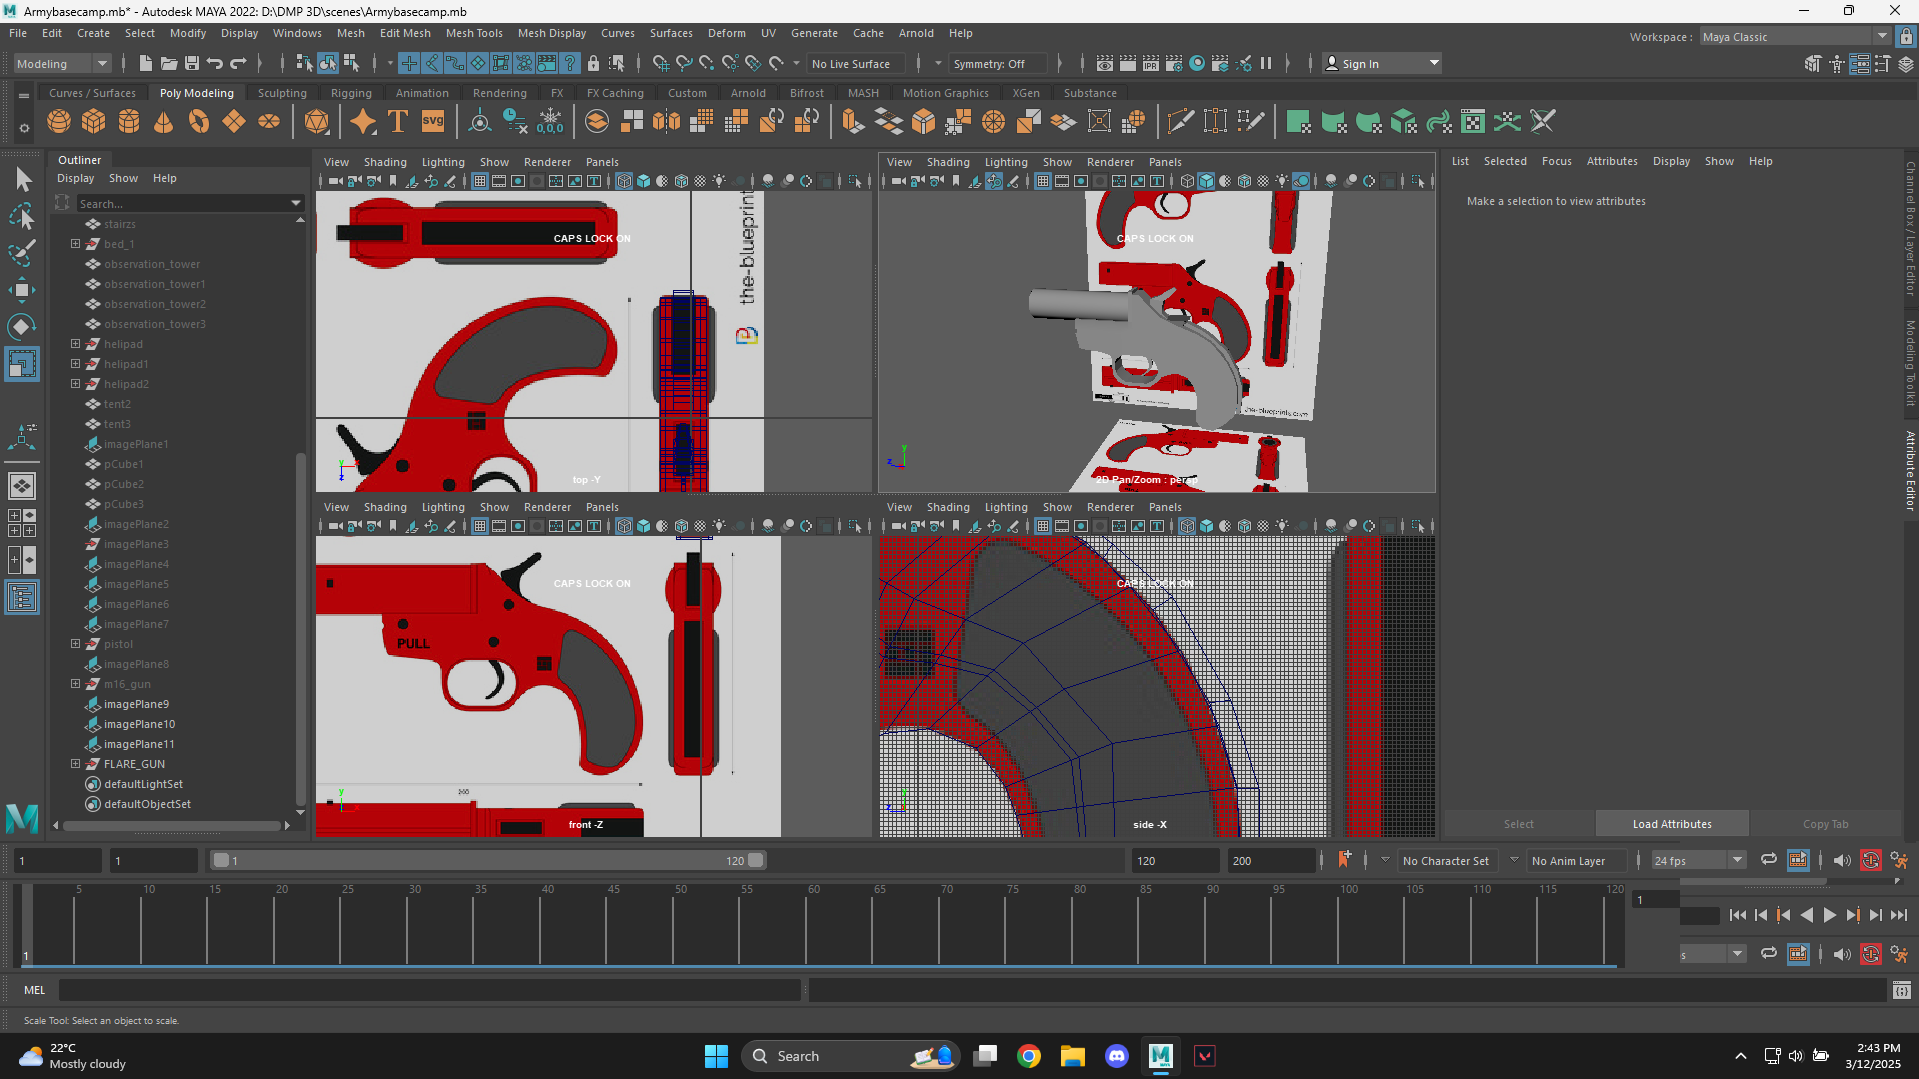 Armybasecamp.mb* - Autodesk MAYA 2022: D:\DMP 3D\scenes\Armybasecamp.mb
File Edit Create Select Modify Display Windows Mesh Edit Mesh Mesh Tools Mesh Display Curves Surfaces Deform UV Generate Cache Arnold Help
Workspace : Maya Classic
Modeling No Live Surface Symmetry: Off Sign In
Curves / Surfaces Poly Modeling Sculpting Rigging Animation Rendering FX FX Caching Custom Arnold Bifrost MASH Motion Graphics XGen Substance
Outliner
Display Show Help
Search...
stairzs
bed_1
observation_tower
observation_tower1
observation_tower2
observation_tower3
helipad
helipad1
helipad2
tent2
tent3
imagePlane1
pCube1
pCube2
pCube3
imagePlane2
imagePlane3
imagePlane4
imagePlane5
imagePlane6
imagePlane7
pistol
imagePlane8
m16_gun
imagePlane9
imagePlane10
imagePlane11
FLARE_GUN
defaultLightSet
defaultObjectSet
View Shading Lighting Show Renderer Panels
CAPS LOCK ON
the-blueprint
top -Y
View Shading Lighting Show Renderer Panels
CAPS LOCK ON
the-blueprints.com
2D Pan/Zoom : persp
View Shading Lighting Show Renderer Panels
CAPS LOCK ON
PULL
front -Z
View Shading Lighting Show Renderer Panels
CAPS LOCK ON
side -X
List Selected Focus Attributes Display Show Help
Make a selection to view attributes
Select Load Attributes Copy Tab
Channel Box / Layer Editor
Modeling Toolkit
Attribute Editor
1 1 1 120 120 200 No Character Set No Anim Layer 24 fps
5 10 15 20 25 30 35 40 45 50 55 60 65 70 75 80 85 90 95 100 105 110 115 120
1
1
MEL
Scale Tool: Select an object to scale.
22°C
Mostly cloudy
Search
2:43 PM
3/12/2025